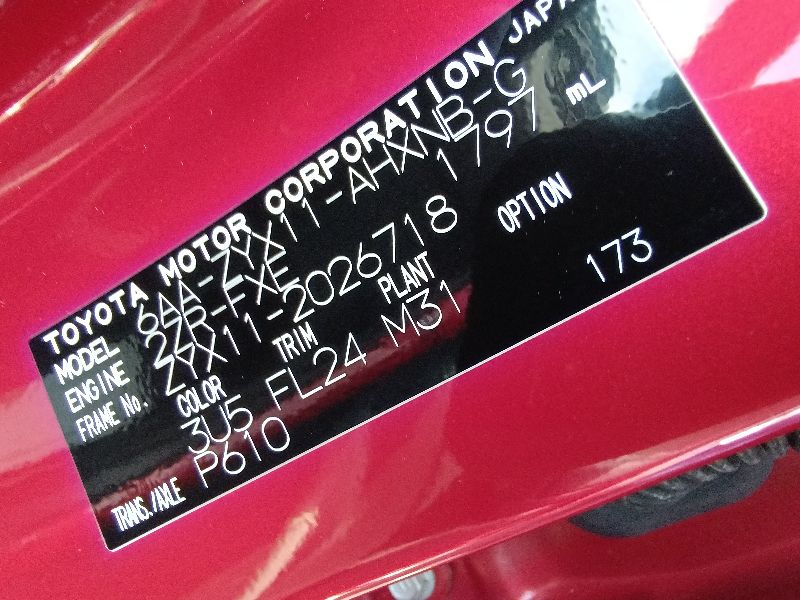 TOYOTA MOTOR CORPORATION JAPAN
MODEL 6AA-ZYX11-AHXNB-G
ENGINE 2ZR-FXE 1797 mL
FRAME No. ZYX11-2026718
COLOR TRIM PLANT OPTION
3U5 FL24 M31 173
TRANS./AXLE P610